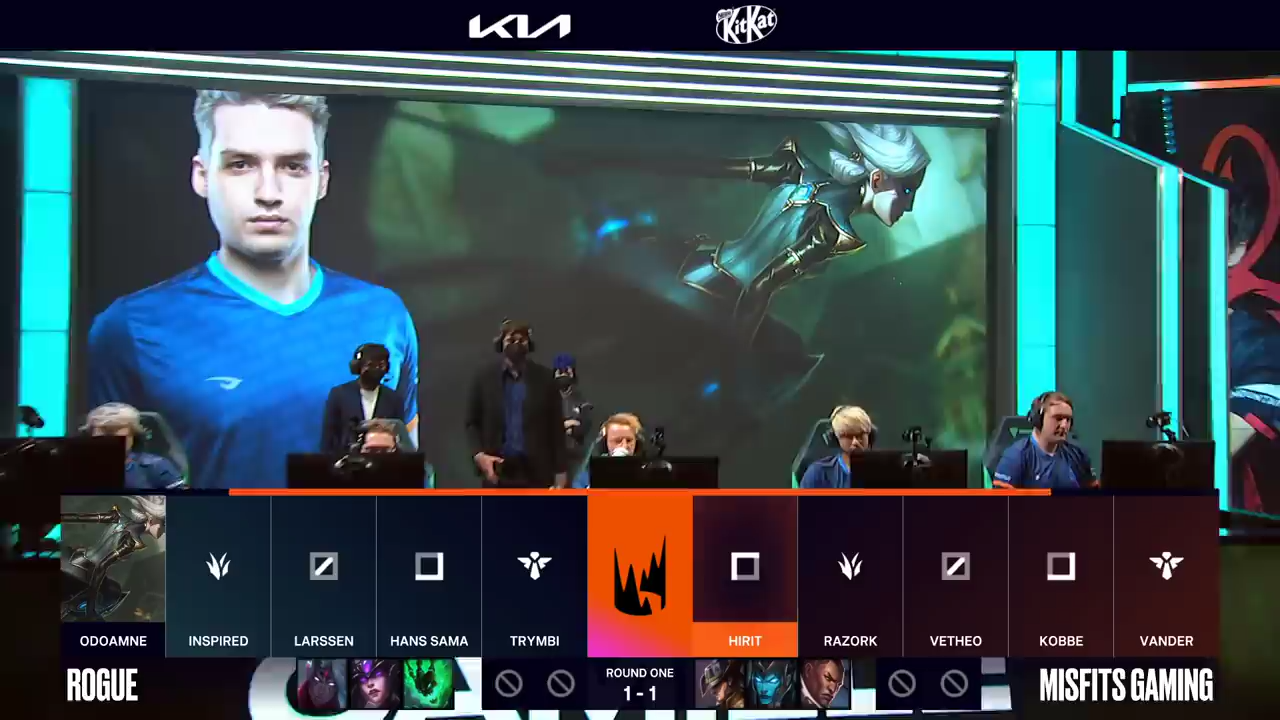 KIA
Nestle
KitKat
ODOAMNE
INSPIRED
LARSSEN
HANS SAMA
TRYMBI
HIRIT
RAZORK
VETHEO
KOBBE
VANDER
ROGUE
ROUND ONE
1 - 1
MISFITS GAMING